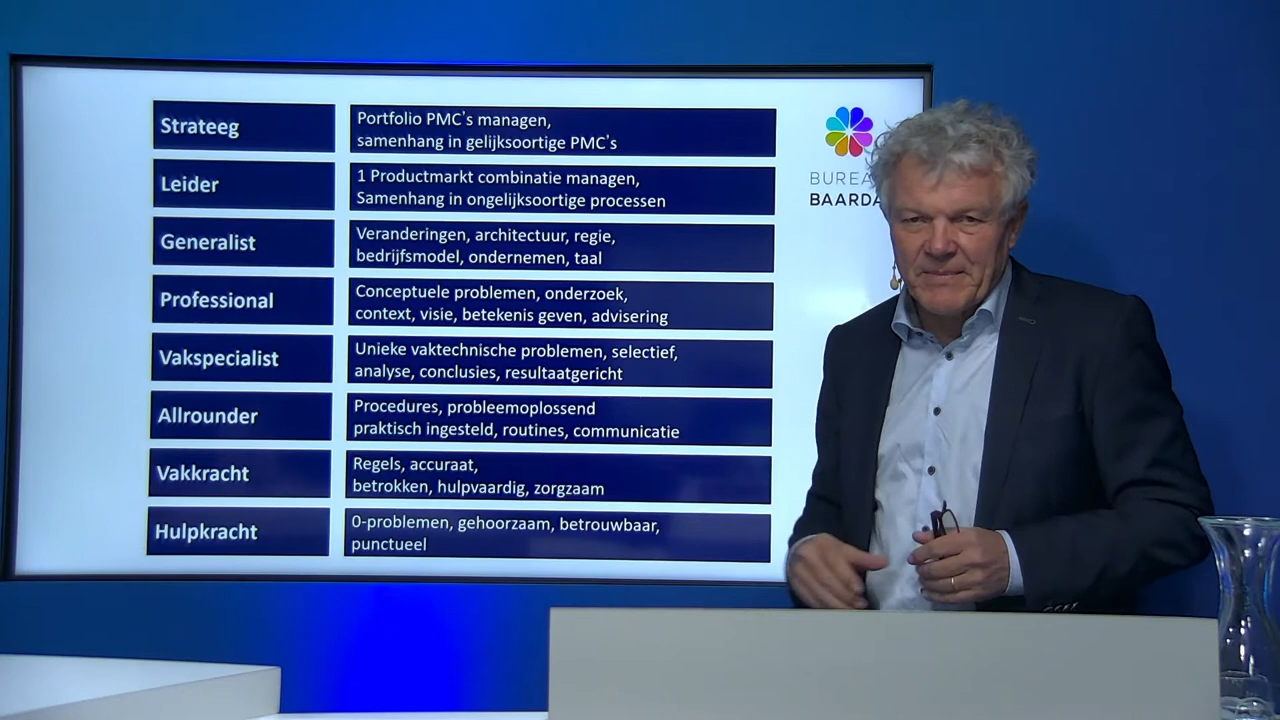 Strateeg
Portfolio PMC's managen,
samenhang in gelijksoortige PMC's
Leider
1 Productmarkt combinatie managen,
Samenhang in ongelijksoortige processen
Generalist
Veranderingen, architectuur, regie,
bedrijfsmodel, ondernemen, taal
Professional
Conceptuele problemen, onderzoek,
context, visie, betekenis geven, advisering
Vakspecialist
Unieke vaktechnische problemen, selectief,
analyse, conclusies, resultaatgericht
Allrounder
Procedures, probleemoplossend
praktisch ingesteld, routines, communicatie
Vakkracht
Regels, accuraat,
betrokken, hulpvaardig, zorgzaam
Hulpkracht
0-problemen, gehoorzaam, betrouwbaar,
punctueel
BUREA
BAARDA